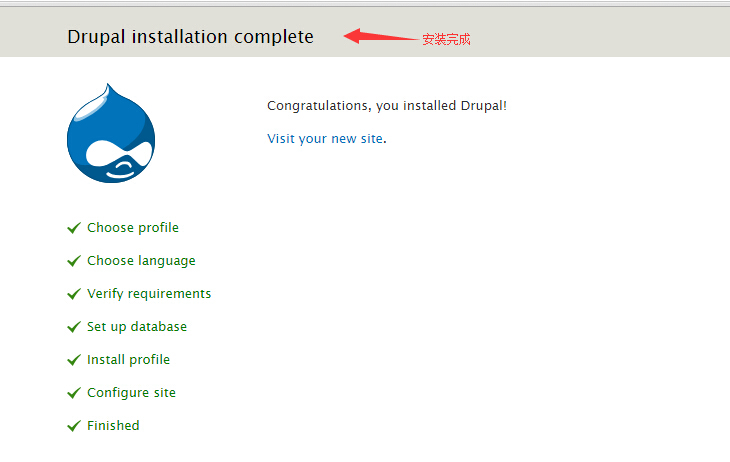 Drupal installation complete
安装完成
Congratulations, you installed Drupal!
Visit your new site.
Choose profile
Choose language
Verify requirements
Set up database
Install profile
Configure site
Finished